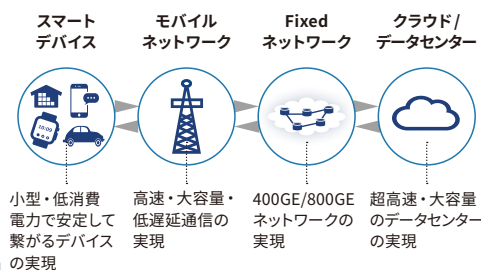 スマート
デバイス
モバイル
ネットワーク
Fixed
ネットワーク
クラウド/
データセンター
10:00
小型・低消費
電力で安定して
繋がるデバイス
の実現
高速・大容量・
低遅延通信の
実現
400GE/800GE
ネットワークの
実現
超高速・大容量
のデータセンター
の実現